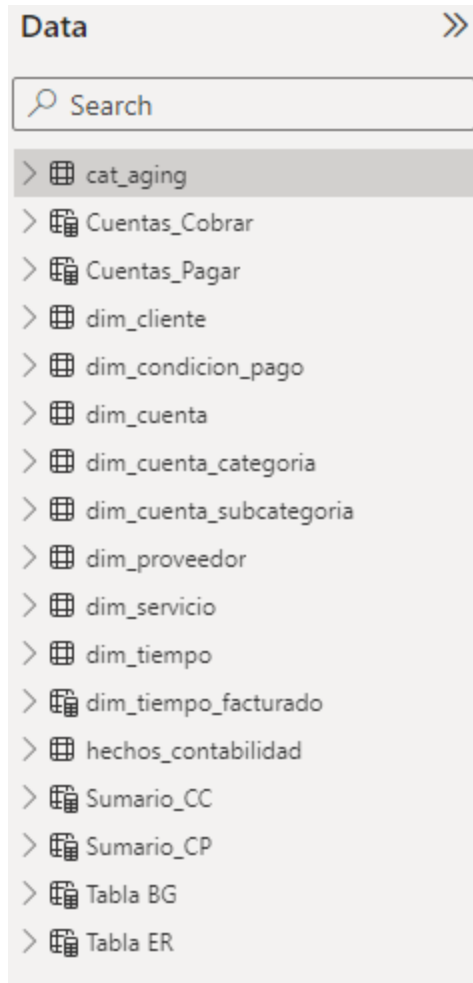 Data
Search
cat_aging
Cuentas_Cobrar
Cuentas_Pagar
dim_cliente
dim_condicion_pago
dim_cuenta
dim_cuenta_categoria
dim_cuenta_subcategoria
dim_proveedor
dim_servicio
dim_tiempo
dim_tiempo_facturado
hechos_contabilidad
Sumario_CC
Sumario_CP
Tabla BG
Tabla ER